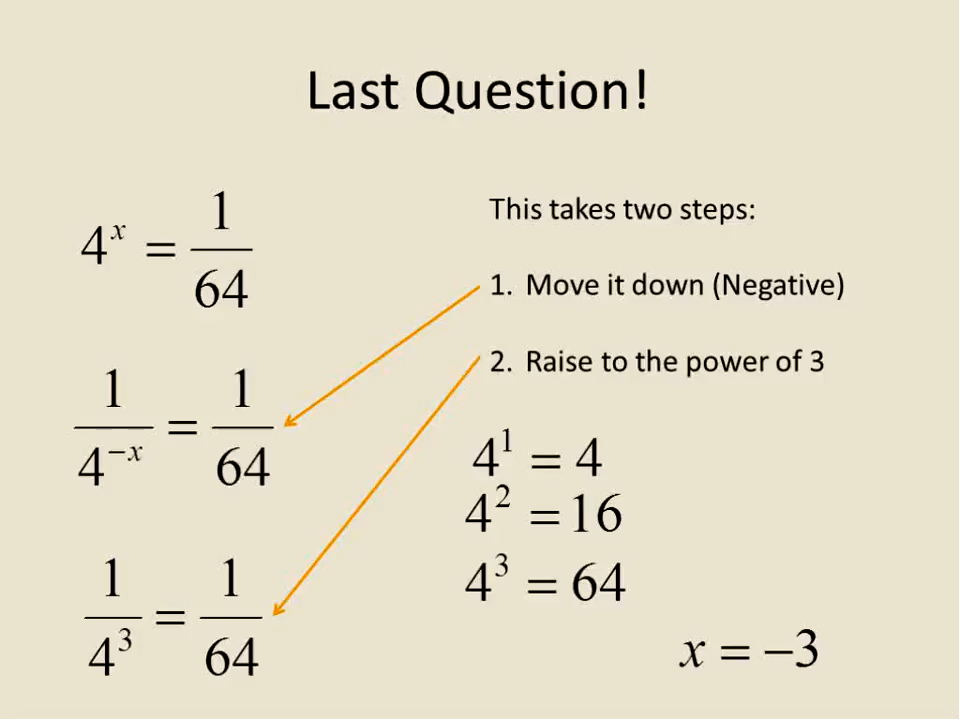 Last Question!
4^x = 1/64
1/4^{-x} = 1/64
1/4^3 = 1/64
This takes two steps:
1. Move it down (Negative)
2. Raise to the power of 3
4^1 = 4
4^2 = 16
4^3 = 64
x = −3